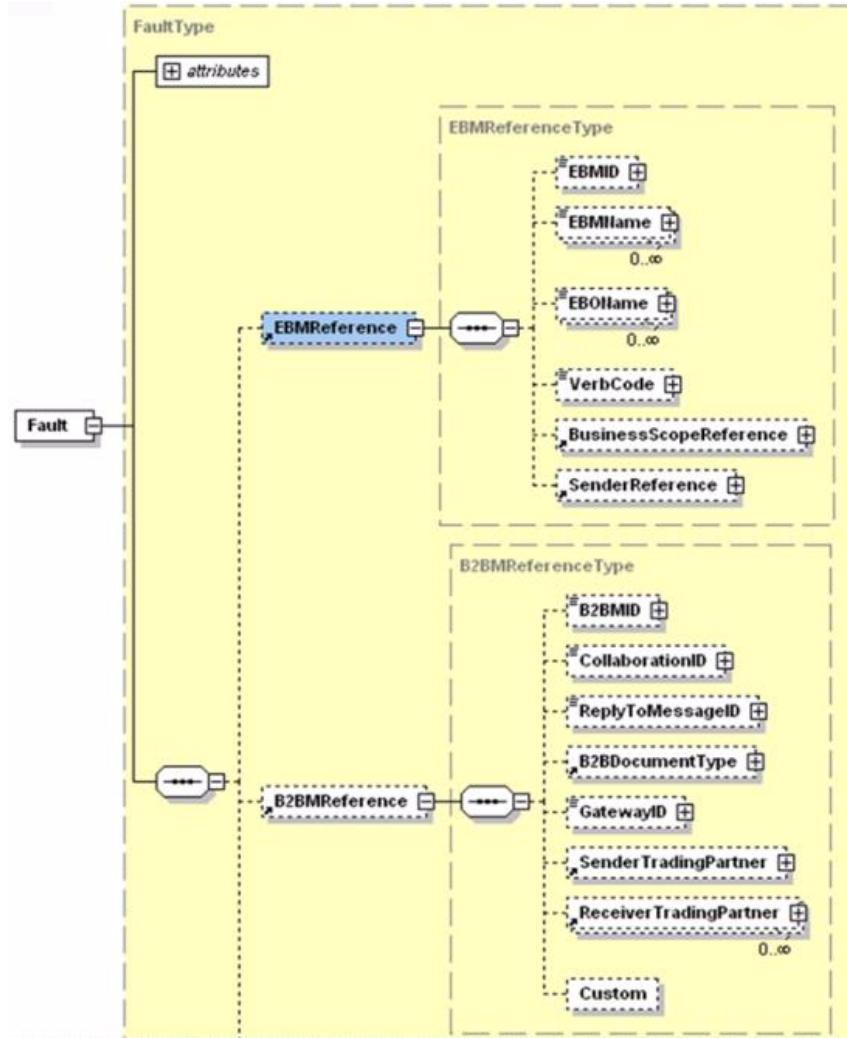 FaultType
attributes
EBMReferenceType
EBMID
EBMName
0..∞
EBOName
0..∞
EBMReference
VerbCode
BusinessScopeReference
Fault
SenderReference
B2BMReferenceType
B2BMID
CollaborationID
ReplyToMessageID
B2BDocumentType
B2BMReference
GatewayID
SenderTradingPartner
ReceiverTradingPartner
0..∞
Custom